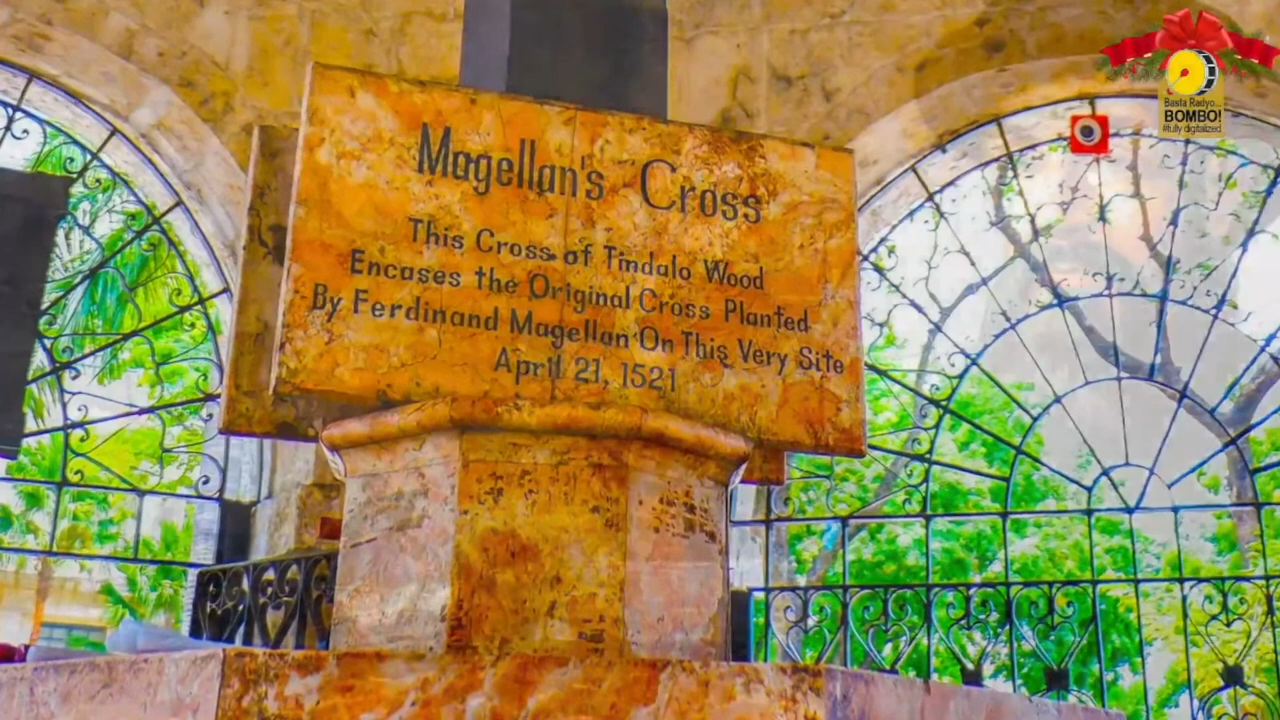 Magellan's Cross
This Cross of Tindalo Wood
Encases the Original Cross Planted
By Ferdinand Magellan On This Very Site
April 21, 1521
Basta Radyo...
BOMBO!
#fully digitalized